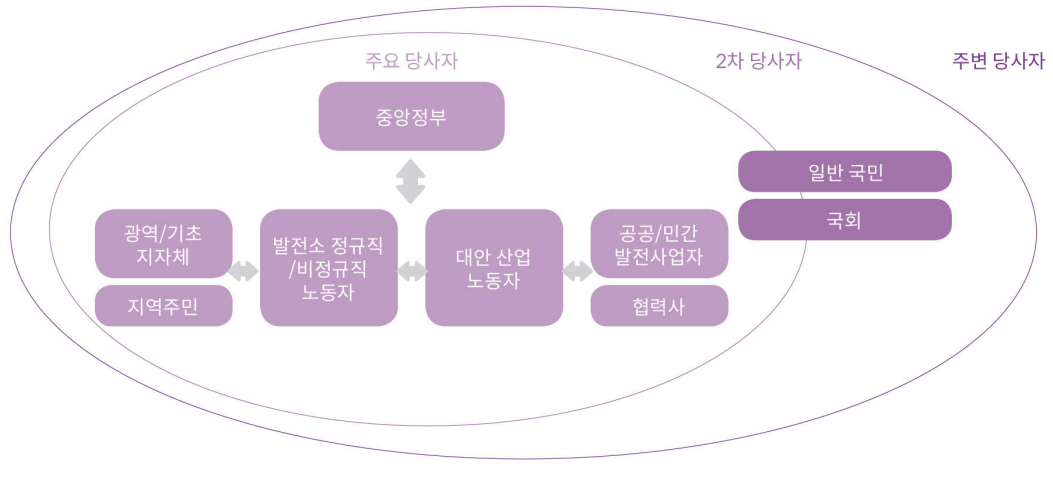 주요 당사자
2차 당사자
주변 당사자
중앙정부
일반 국민
국회
광역/기초
지자체
지역주민
발전소 정규직
/비정규직
노동자
대안 산업
노동자
공공/민간
발전사업자
협력사